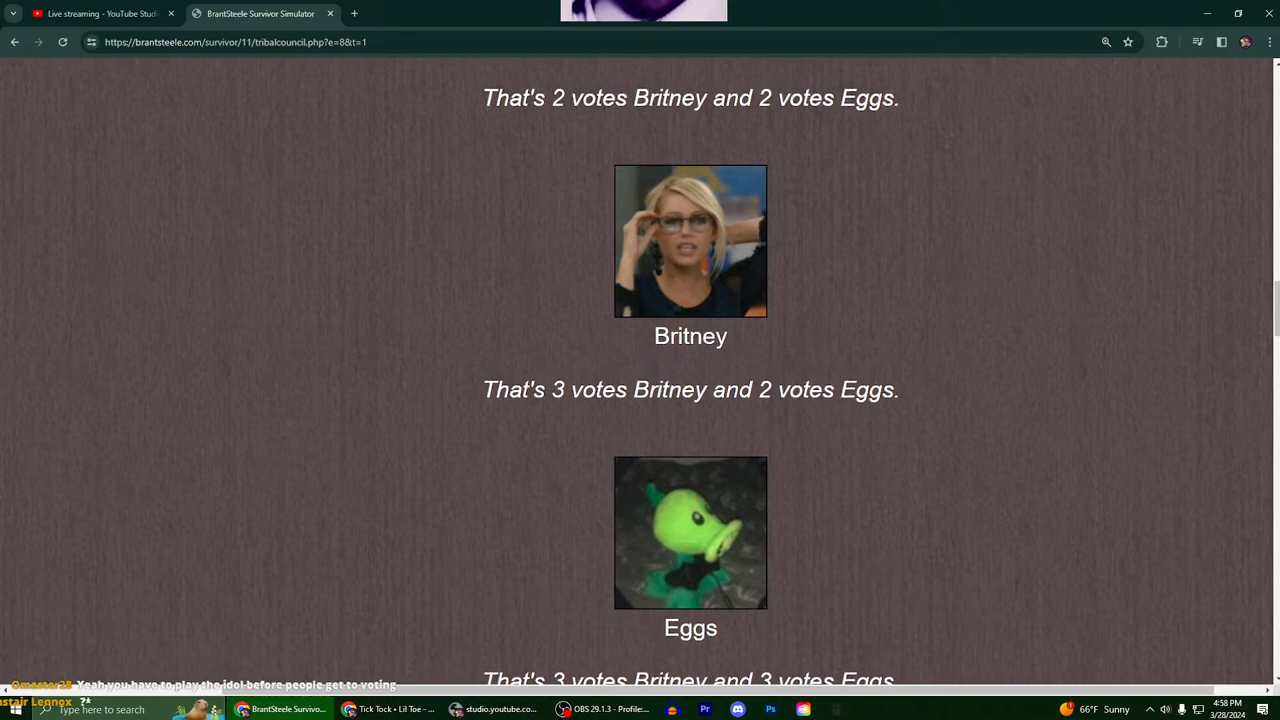 Live streaming - YouTube Studi
BrantSteele Survivor Simulator
https://brantsteele.com/survivor/11/tribalcouncil.php?e=8&t=1
That's 2 votes Britney and 2 votes Eggs.
Britney
That's 3 votes Britney and 2 votes Eggs.
Eggs
That's 3 votes Britney and 3 votes Eggs.
Omaster28 Yeah you have to play the idol before people get to voting
astair Lennox ?*
Type here to search
BrantSteele Survivo...
Tick Tock • Lil Toe - ...
studio.youtube.co...
OBS 29.1.3 - Profile...
66°F Sunny
4:58 PM
3/28/2024